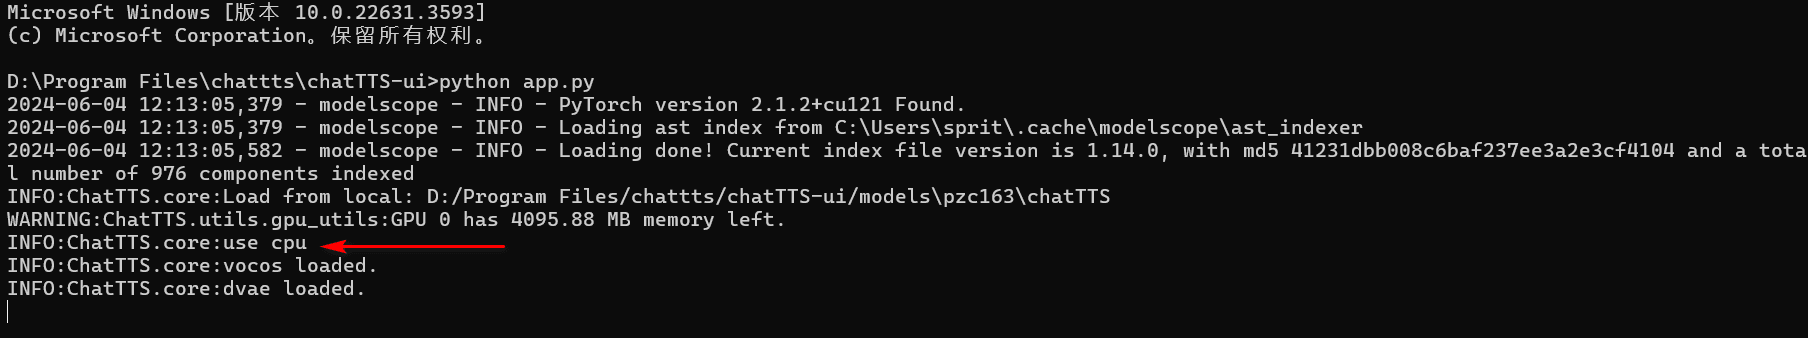 Microsoft Windows [版本 10.0.22631.3593]
(c) Microsoft Corporation。保留所有权利。
D:\Program Files\chattts\chatTTS-ui>python app.py
2024-06-04 12:13:05,379 - modelscope - INFO - PyTorch version 2.1.2+cu121 Found.
2024-06-04 12:13:05,379 - modelscope - INFO - Loading ast index from C:\Users\sprit\.cache\modelscope\ast_indexer
2024-06-04 12:13:05,582 - modelscope - INFO - Loading done! Current index file version is 1.14.0, with md5 41231dbb008c6baf237ee3a2e3cf4104 and a tota
l number of 976 components indexed
INFO:ChatTTS.core:Load from local: D:/Program Files/chattts/chatTTS-ui/models\pzc163\chatTTS
WARNING:ChatTTS.utils.gpu_utils:GPU 0 has 4095.88 MB memory left.
INFO:ChatTTS.core:use cpu
INFO:ChatTTS.core:vocos loaded.
INFO:ChatTTS.core:dvae loaded.